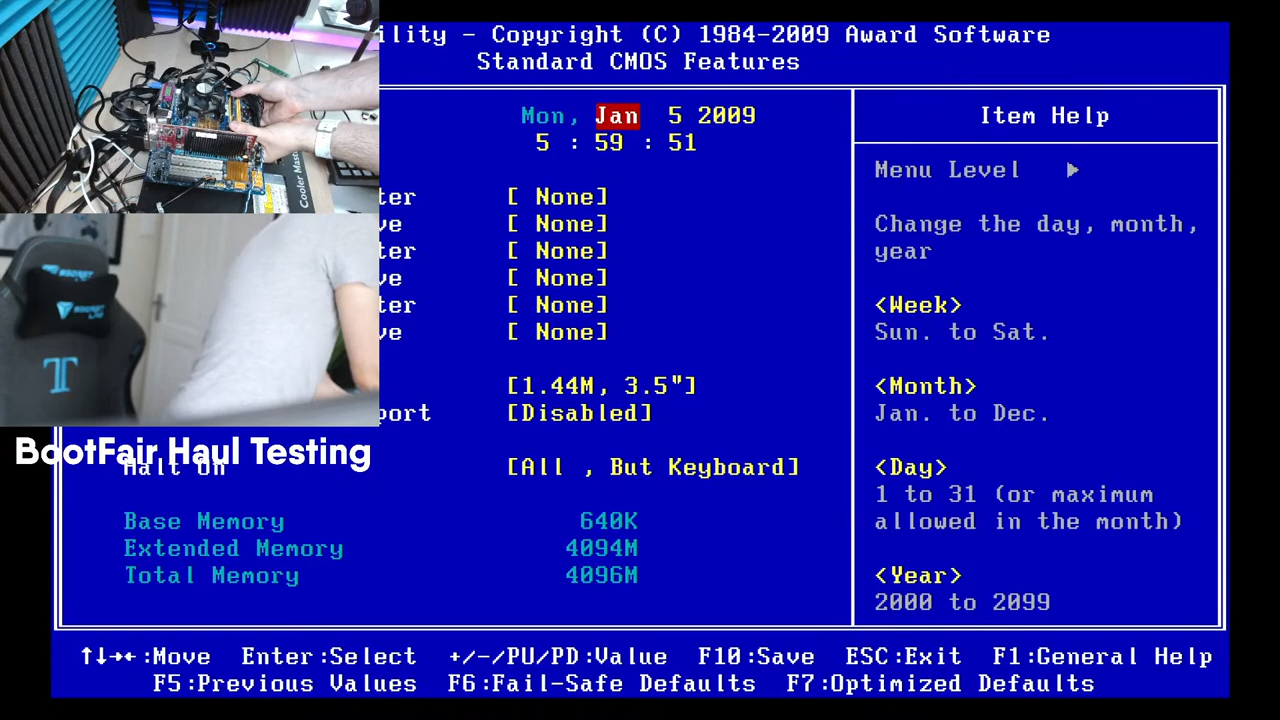 ility - Copyright (C) 1984-2009 Award Software
Standard CMOS Features
Mon, Jan 5 2009
5 : 59 : 51
ter [ None]
ve [ None]
ter [ None]
ve [ None]
ter [ None]
ve [ None]
[1.44M, 3.5"]
port [Disabled]
Halt On [All , But Keyboard]
Base Memory 640K
Extended Memory 4094M
Total Memory 4096M
Item Help
Menu Level ▶
Change the day, month,
year
<Week>
Sun. to Sat.
<Month>
Jan. to Dec.
<Day>
1 to 31 (or maximum
allowed in the month)
<Year>
2000 to 2099
↑↓→←:Move Enter:Select +/-/PU/PD:Value F10:Save ESC:Exit F1:General Help
F5:Previous Values F6:Fail-Safe Defaults F7:Optimized Defaults
Cooler Mast
T
BootFair Haul Testing